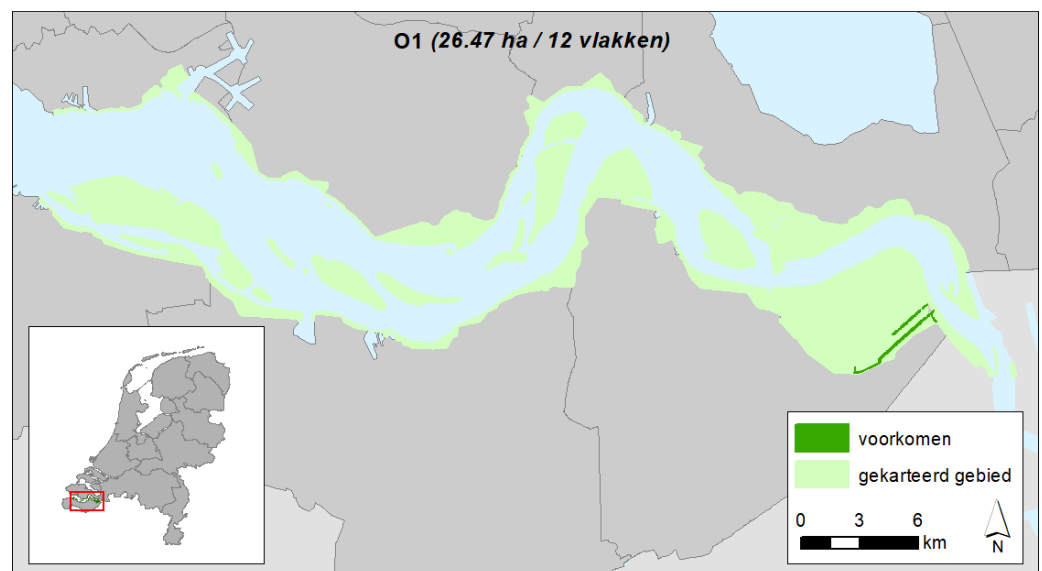 O1 (26.47 ha / 12 vlakken)
voorkomen
gekarteerd gebied
0 3 6
km
N